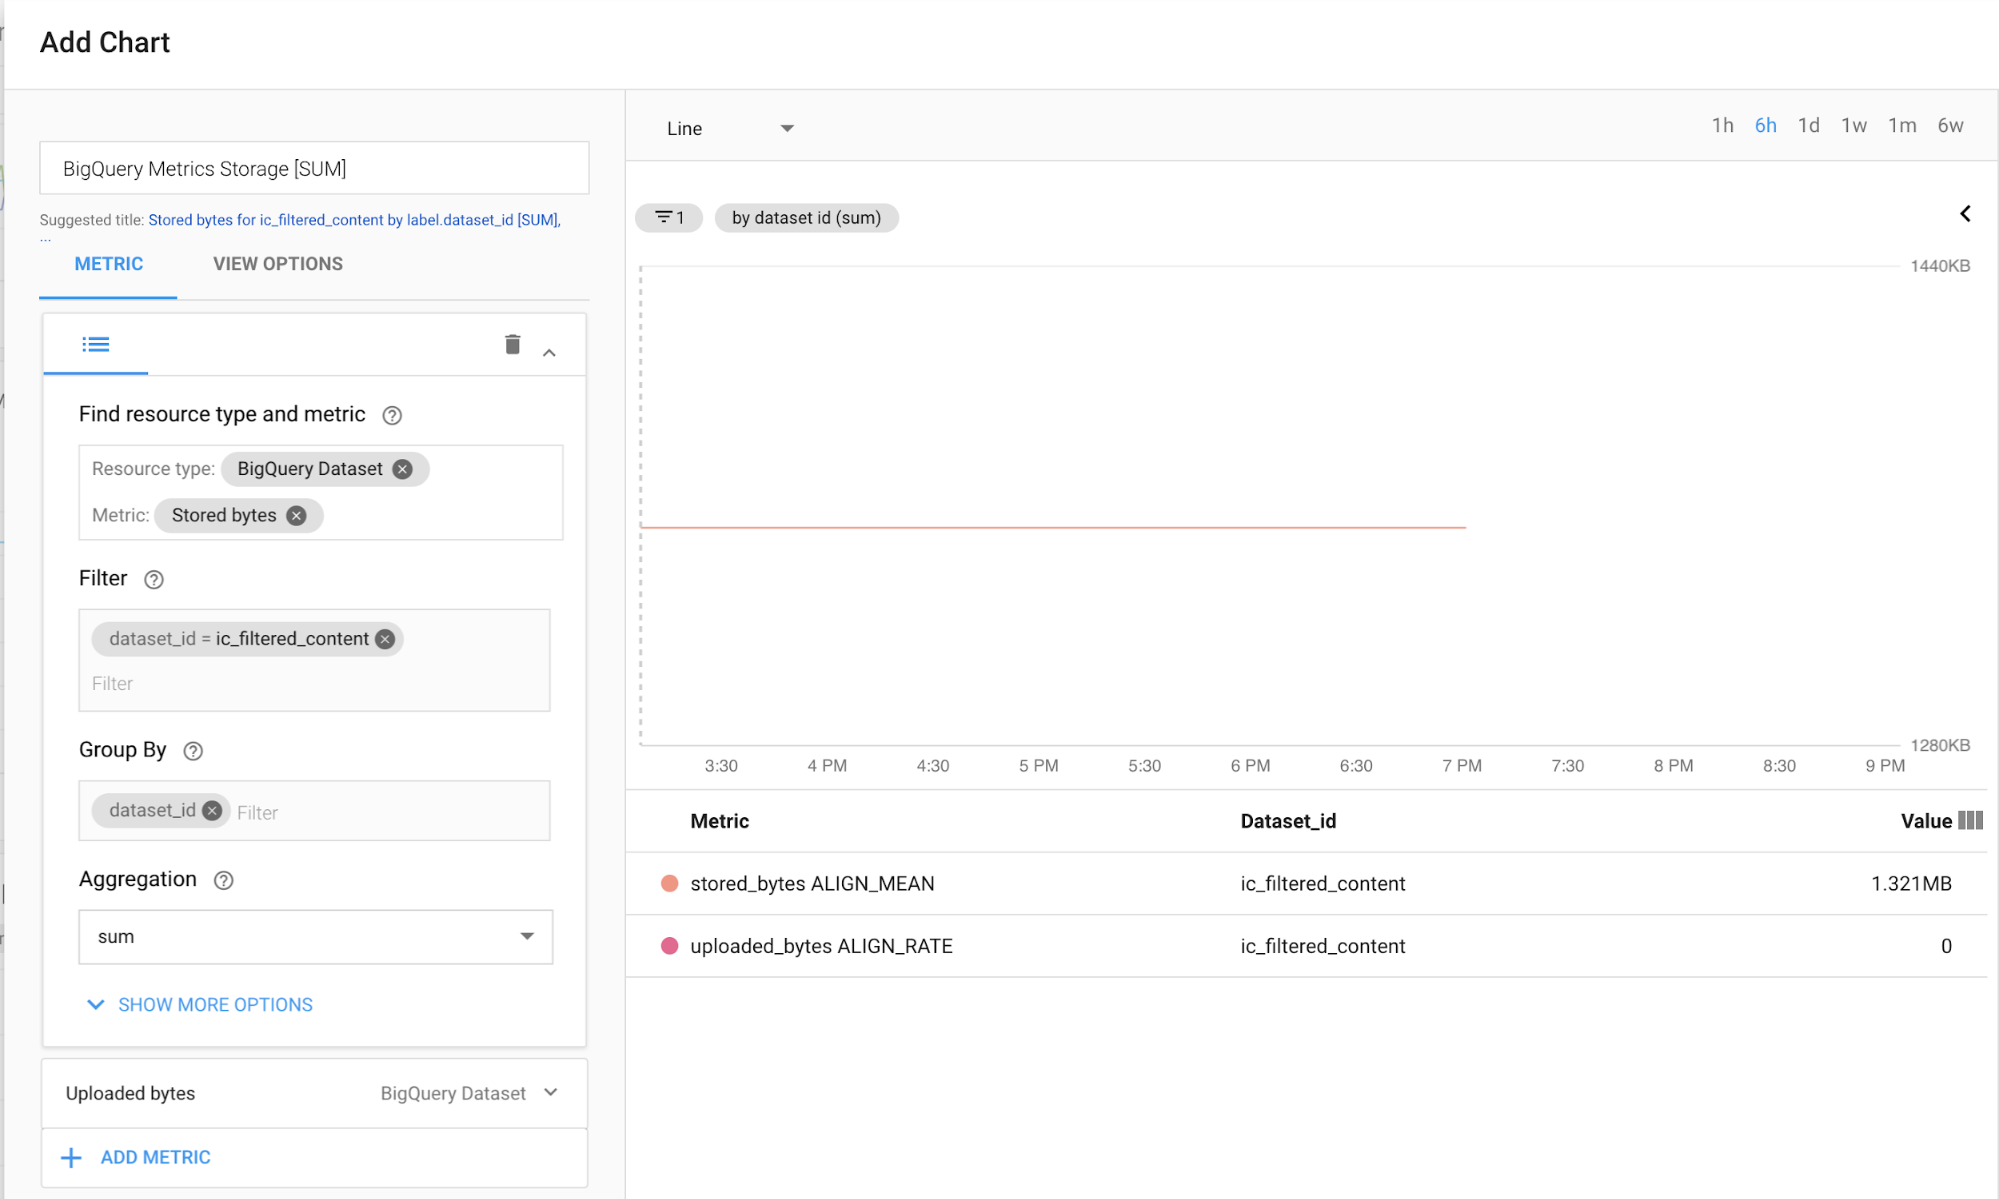 Add Chart
BigQuery Metrics Storage [SUM]
Suggested title: Stored bytes for ic_filtered_content by label.dataset_id [SUM],
...
METRIC VIEW OPTIONS
Find resource type and metric
Resource type: BigQuery Dataset
Metric: Stored bytes
Filter
dataset_id = ic_filtered_content
Filter
Group By
dataset_id Filter
Aggregation
sum
SHOW MORE OPTIONS
Uploaded bytes BigQuery Dataset
ADD METRIC
Line 1h 6h 1d 1w 1m 6w
1 by dataset id (sum)
1440KB
1280KB
3:30 4 PM 4:30 5 PM 5:30 6 PM 6:30 7 PM 7:30 8 PM 8:30 9 PM
Metric Dataset_id Value
stored_bytes ALIGN_MEAN ic_filtered_content 1.321MB
uploaded_bytes ALIGN_RATE ic_filtered_content 0